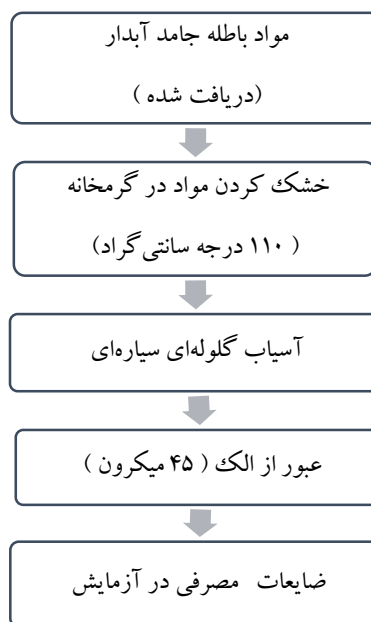 مواد باطله جامد آبدار
(دریافت شده )
خشک کردن مواد در گرمخانه
( ۱۱۰ درجه سانتی‌گراد)
آسیاب گلوله‌ای سیاره‌ای
عبور از الک ( ۴۵ میکرون )
ضایعات مصرفی در آزمایش